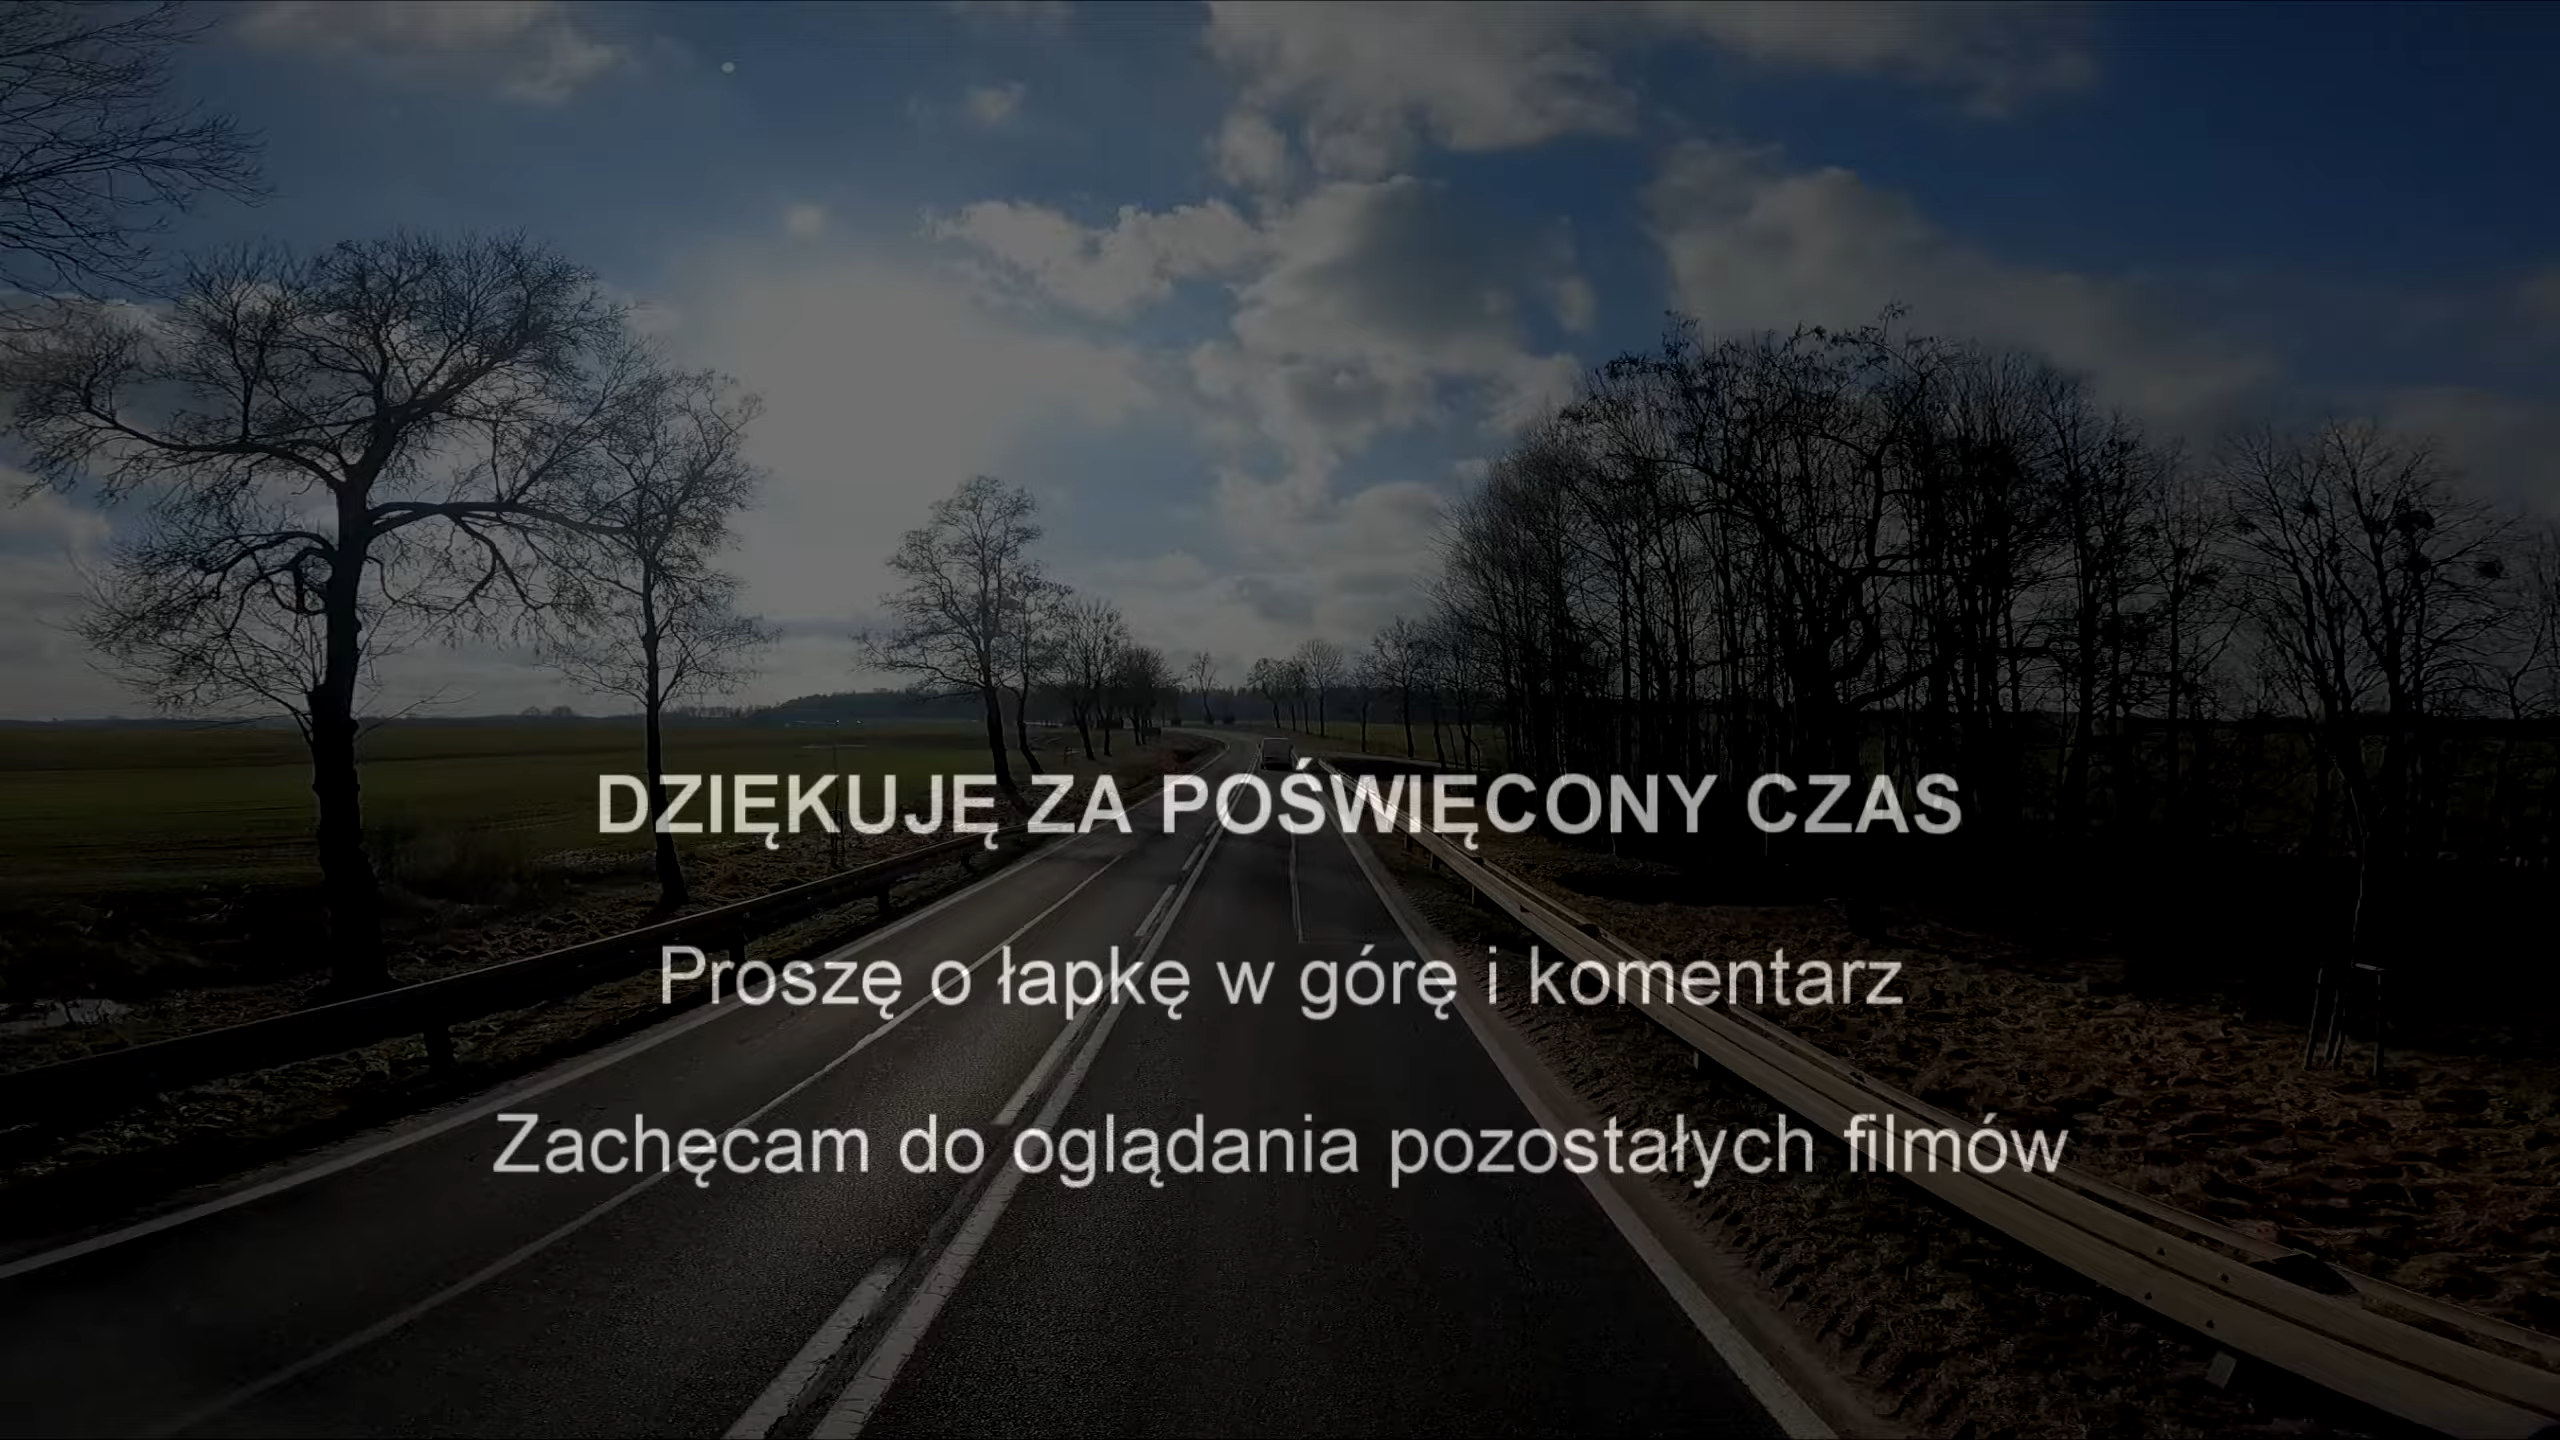 DZIĘKUJĘ ZA POŚWIĘCONY CZAS
Proszę o łapkę w górę i komentarz
Zachęcam do oglądania pozostałych filmów